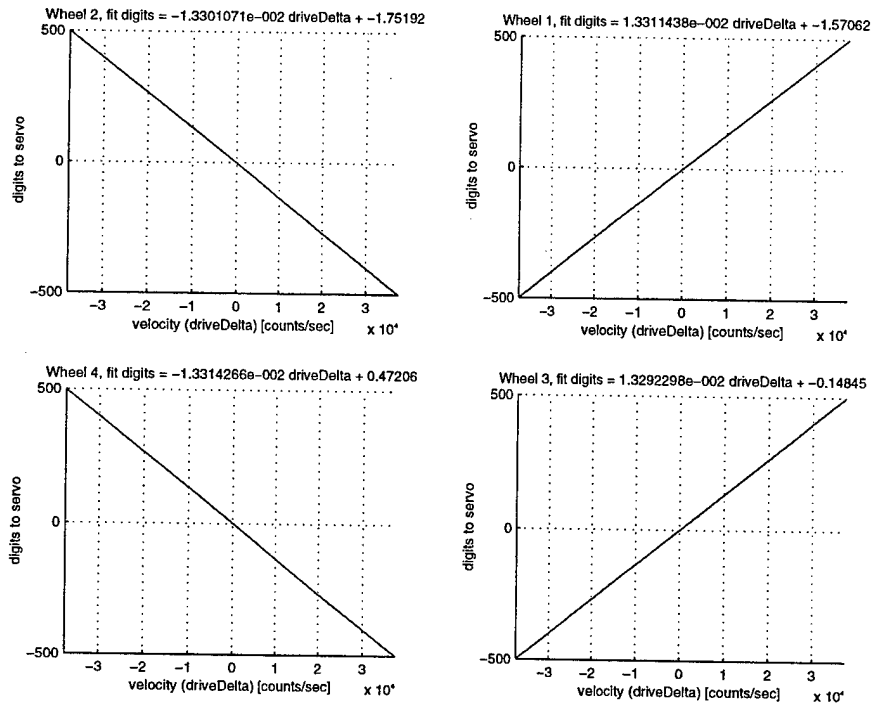 Wheel 2, fit digits = −1.3301071e−002 driveDelta + −1.75192
500
0
−500
digits to servo
−3 −2 −1 0 1 2 3
velocity (driveDelta) [counts/sec]
x 10⁴
Wheel 1, fit digits = 1.3311438e−002 driveDelta + −1.57062
500
0
−500
digits to servo
−3 −2 −1 0 1 2 3
velocity (driveDelta) [counts/sec]
x 10⁴
Wheel 4, fit digits = −1.3314266e−002 driveDelta + 0.47206
500
0
−500
digits to servo
−3 −2 −1 0 1 2 3
velocity (driveDelta) [counts/sec]
x 10⁴
Wheel 3, fit digits = 1.3292298e−002 driveDelta + −0.14845
500
0
−500
digits to servo
−3 −2 −1 0 1 2 3
velocity (driveDelta) [counts/sec]
x 10⁴